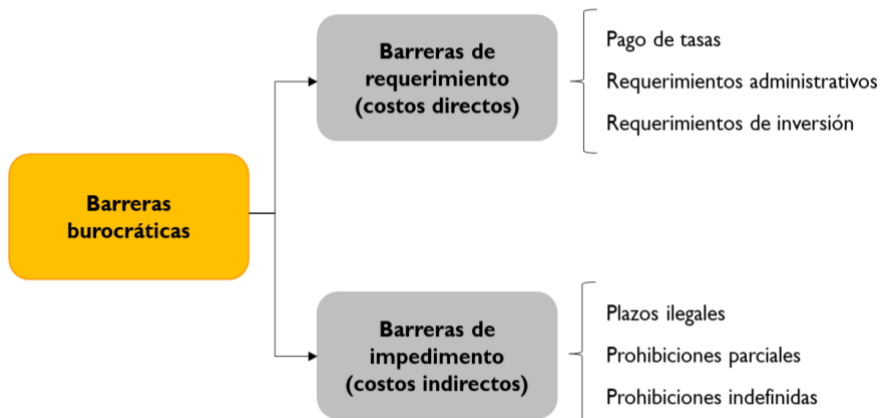 Barreras de
requerimiento
(costos directos)
Pago de tasas
Requerimientos administrativos
Requerimientos de inversión
Barreras
burocráticas
Barreras de
impedimento
(costos indirectos)
Plazos ilegales
Prohibiciones parciales
Prohibiciones indefinidas